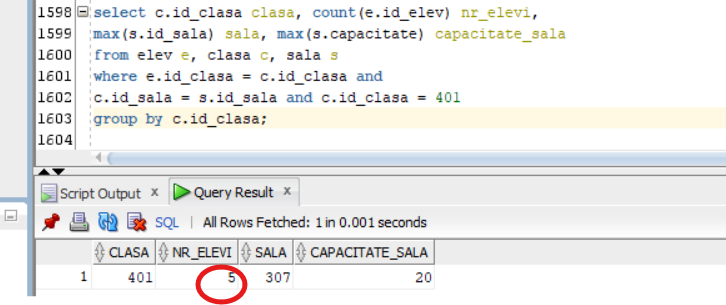 1598 select c.id_clasa clasa, count(e.id_elev) nr_elevi,
1599 max(s.id_sala) sala, max(s.capacitate) capacitate_sala
1600 from elev e, clasa c, sala s
1601 where e.id_clasa = c.id_clasa and
1602 c.id_sala = s.id_sala and c.id_clasa = 401
1603 group by c.id_clasa;
1604
Script Output x Query Result x
SQL | All Rows Fetched: 1 in 0.001 seconds
CLASA NR_ELEVI SALA CAPACITATE_SALA
1 401 5 307 20